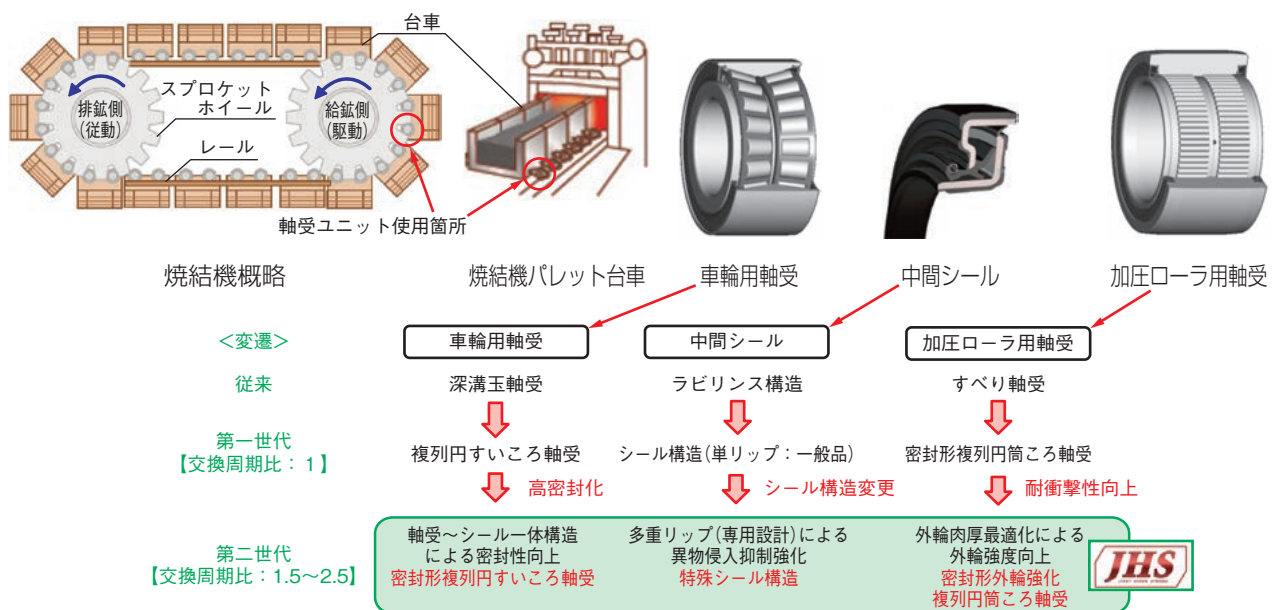 台車
スプロケット
ホイール
排鉱側
(従動)
給鉱側
(駆動)
レール
軸受ユニット使用箇所
焼結機概略
焼結機パレット台車
車輪用軸受
中間シール
加圧ローラ用軸受
<変遷>
車輪用軸受
中間シール
加圧ローラ用軸受
従来
深溝玉軸受
ラビリンス構造
すべり軸受
第一世代
【交換周期比：1】
複列円すいころ軸受
シール構造(単リップ：一般品)
密封形複列円筒ころ軸受
高密封化
シール構造変更
耐衝撃性向上
第二世代
【交換周期比：1.5～2.5】
軸受～シール一体構造
による密封性向上
密封形複列円すいころ軸受
多重リップ(専用設計)による
異物侵入抑制強化
特殊シール構造
外輪肉厚最適化による
外輪強度向上
密封形外輪強化
複列円筒ころ軸受
JHS